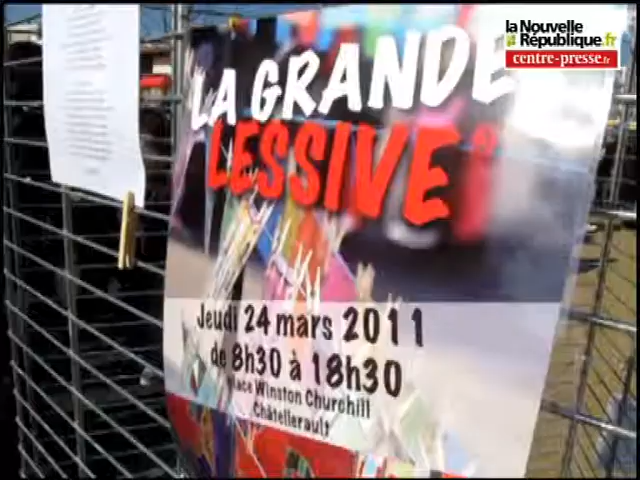 la Nouvelle
République.fr
centre-presse.fr
LA GRANDE
LESSIVE®
Jeudi 24 mars 2011
de 8h30 à 18h30
place Winston Churchill
Châtellerault